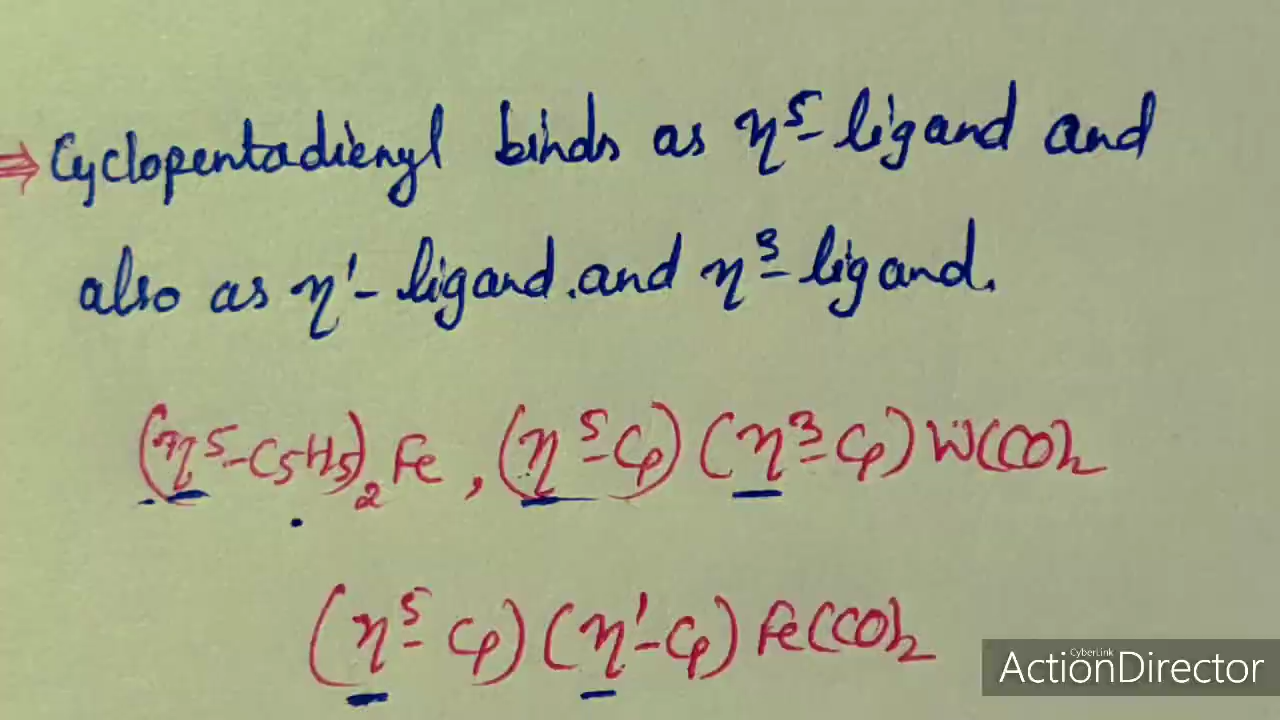 ⇒ Cyclopentadienyl binds as η⁵-ligand and
also as η¹-ligand.and η³-ligand.
(η⁵-C5H5)₂Fe, (η⁵-Cp)(η³-Cp)W(CO)₂
(η⁵-Cp)(η¹-Cp)Fe(CO)₂
CyberLink
ActionDirector